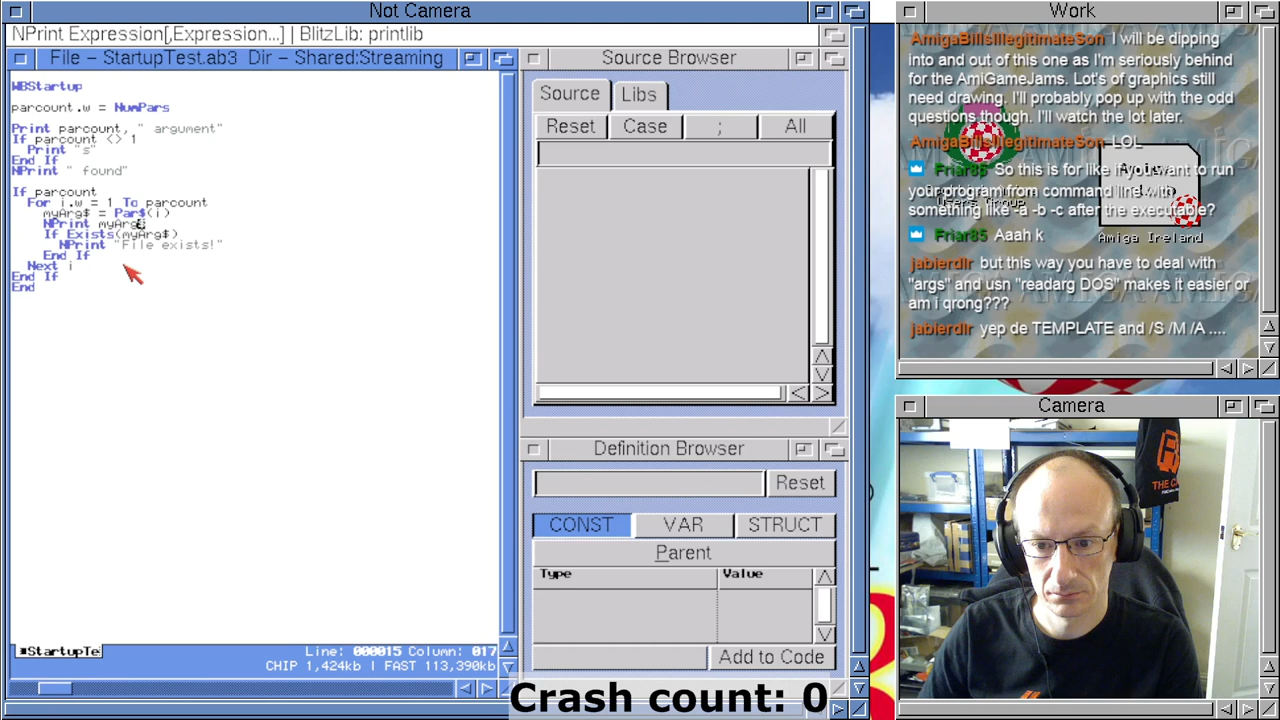 Not Camera
NPrint Expression[,Expression...] | BlitzLib: printlib
File – StartupTest.ab3 Dir – Shared:Streaming
WBStartup
parcount.w = NumPars
Print parcount, " argument"
If parcount <> 1
Print "s"
End If
NPrint " found"
If parcount
For i.w = 1 To parcount
myArg$ = Par$(i)
NPrint myArg$
If Exists(myArg$)
NPrint "File exists!"
End If
Next i
End If
End
*StartupTe
Line: 000015 Column: 017
CHIP 1,424kb | FAST 113,390kb
Source Browser
Source
Libs
Reset
Case
;
All
Definition Browser
Reset
CONST
VAR
STRUCT
Parent
Type
Value
Add to Code
Crash count: 0
Work
AmigaBillsIllegitimateSon I will be dipping
into and out of this one as I'm seriously behind
for the AmiGameJams. Lot's of graphics still
need drawing. I'll probably pop up with the odd
questions though. I'll watch the lot later.
AmigaBillsIllegitimateSon LOL
Friar85 So this is for like if you want to run
your program from command line with
something like -a -b -c after the executable?
Friar85 Aaah k
Amiga Ireland
jabierdlr but this way you have to deal with
"args" and usn "readarg DOS" makes it easier or
am i qrong???
jabierdlr yep de TEMPLATE and /S /M /A ....
Camera